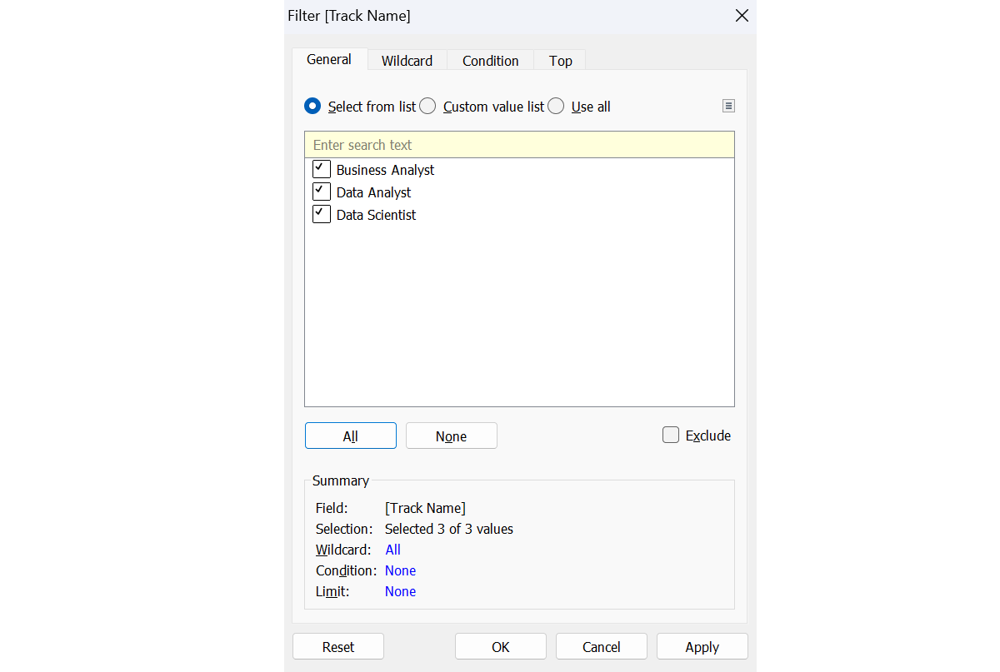 Filter [Track Name]
General Wildcard Condition Top
Select from list Custom value list Use all
Enter search text
Business Analyst
Data Analyst
Data Scientist
All None Exclude
Summary
Field: [Track Name]
Selection: Selected 3 of 3 values
Wildcard: All
Condition: None
Limit: None
Reset OK Cancel Apply